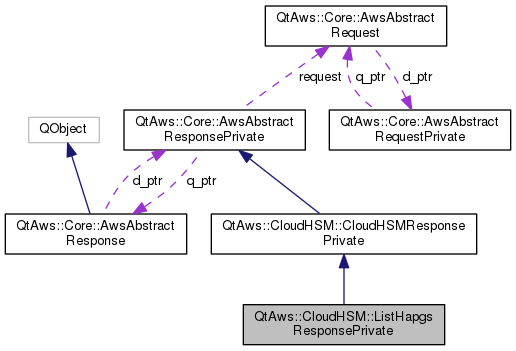 QtAws::Core::AwsAbstract
Request
request
q_ptr
d_ptr
QtAws::Core::AwsAbstract
ResponsePrivate
QtAws::Core::AwsAbstract
RequestPrivate
QObject
d_ptr
q_ptr
QtAws::Core::AwsAbstract
Response
QtAws::CloudHSM::CloudHSMResponse
Private
QtAws::CloudHSM::ListHapgs
ResponsePrivate